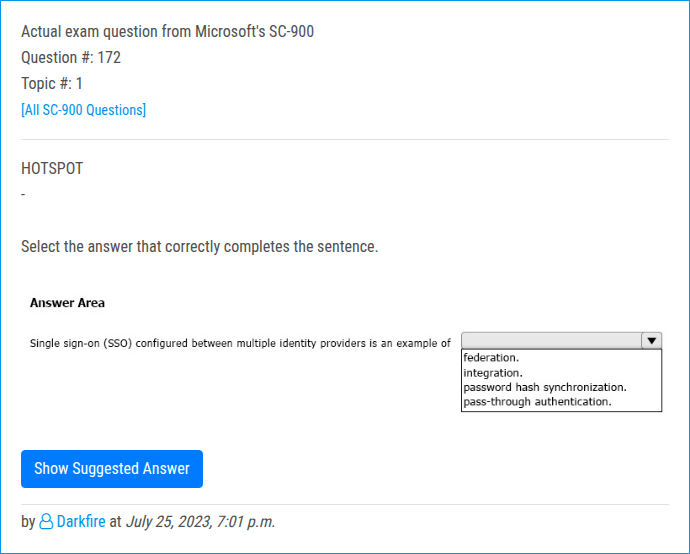 Actual exam question from Microsoft's SC-900
Question #: 172
Topic #: 1
[All SC-900 Questions]
HOTSPOT
-
Select the answer that correctly completes the sentence.
Answer Area
Single sign-on (SSO) configured between multiple identity providers is an example of
federation.
integration.
password hash synchronization.
pass-through authentication.
Show Suggested Answer
by Darkfire at July 25, 2023, 7:01 p.m.